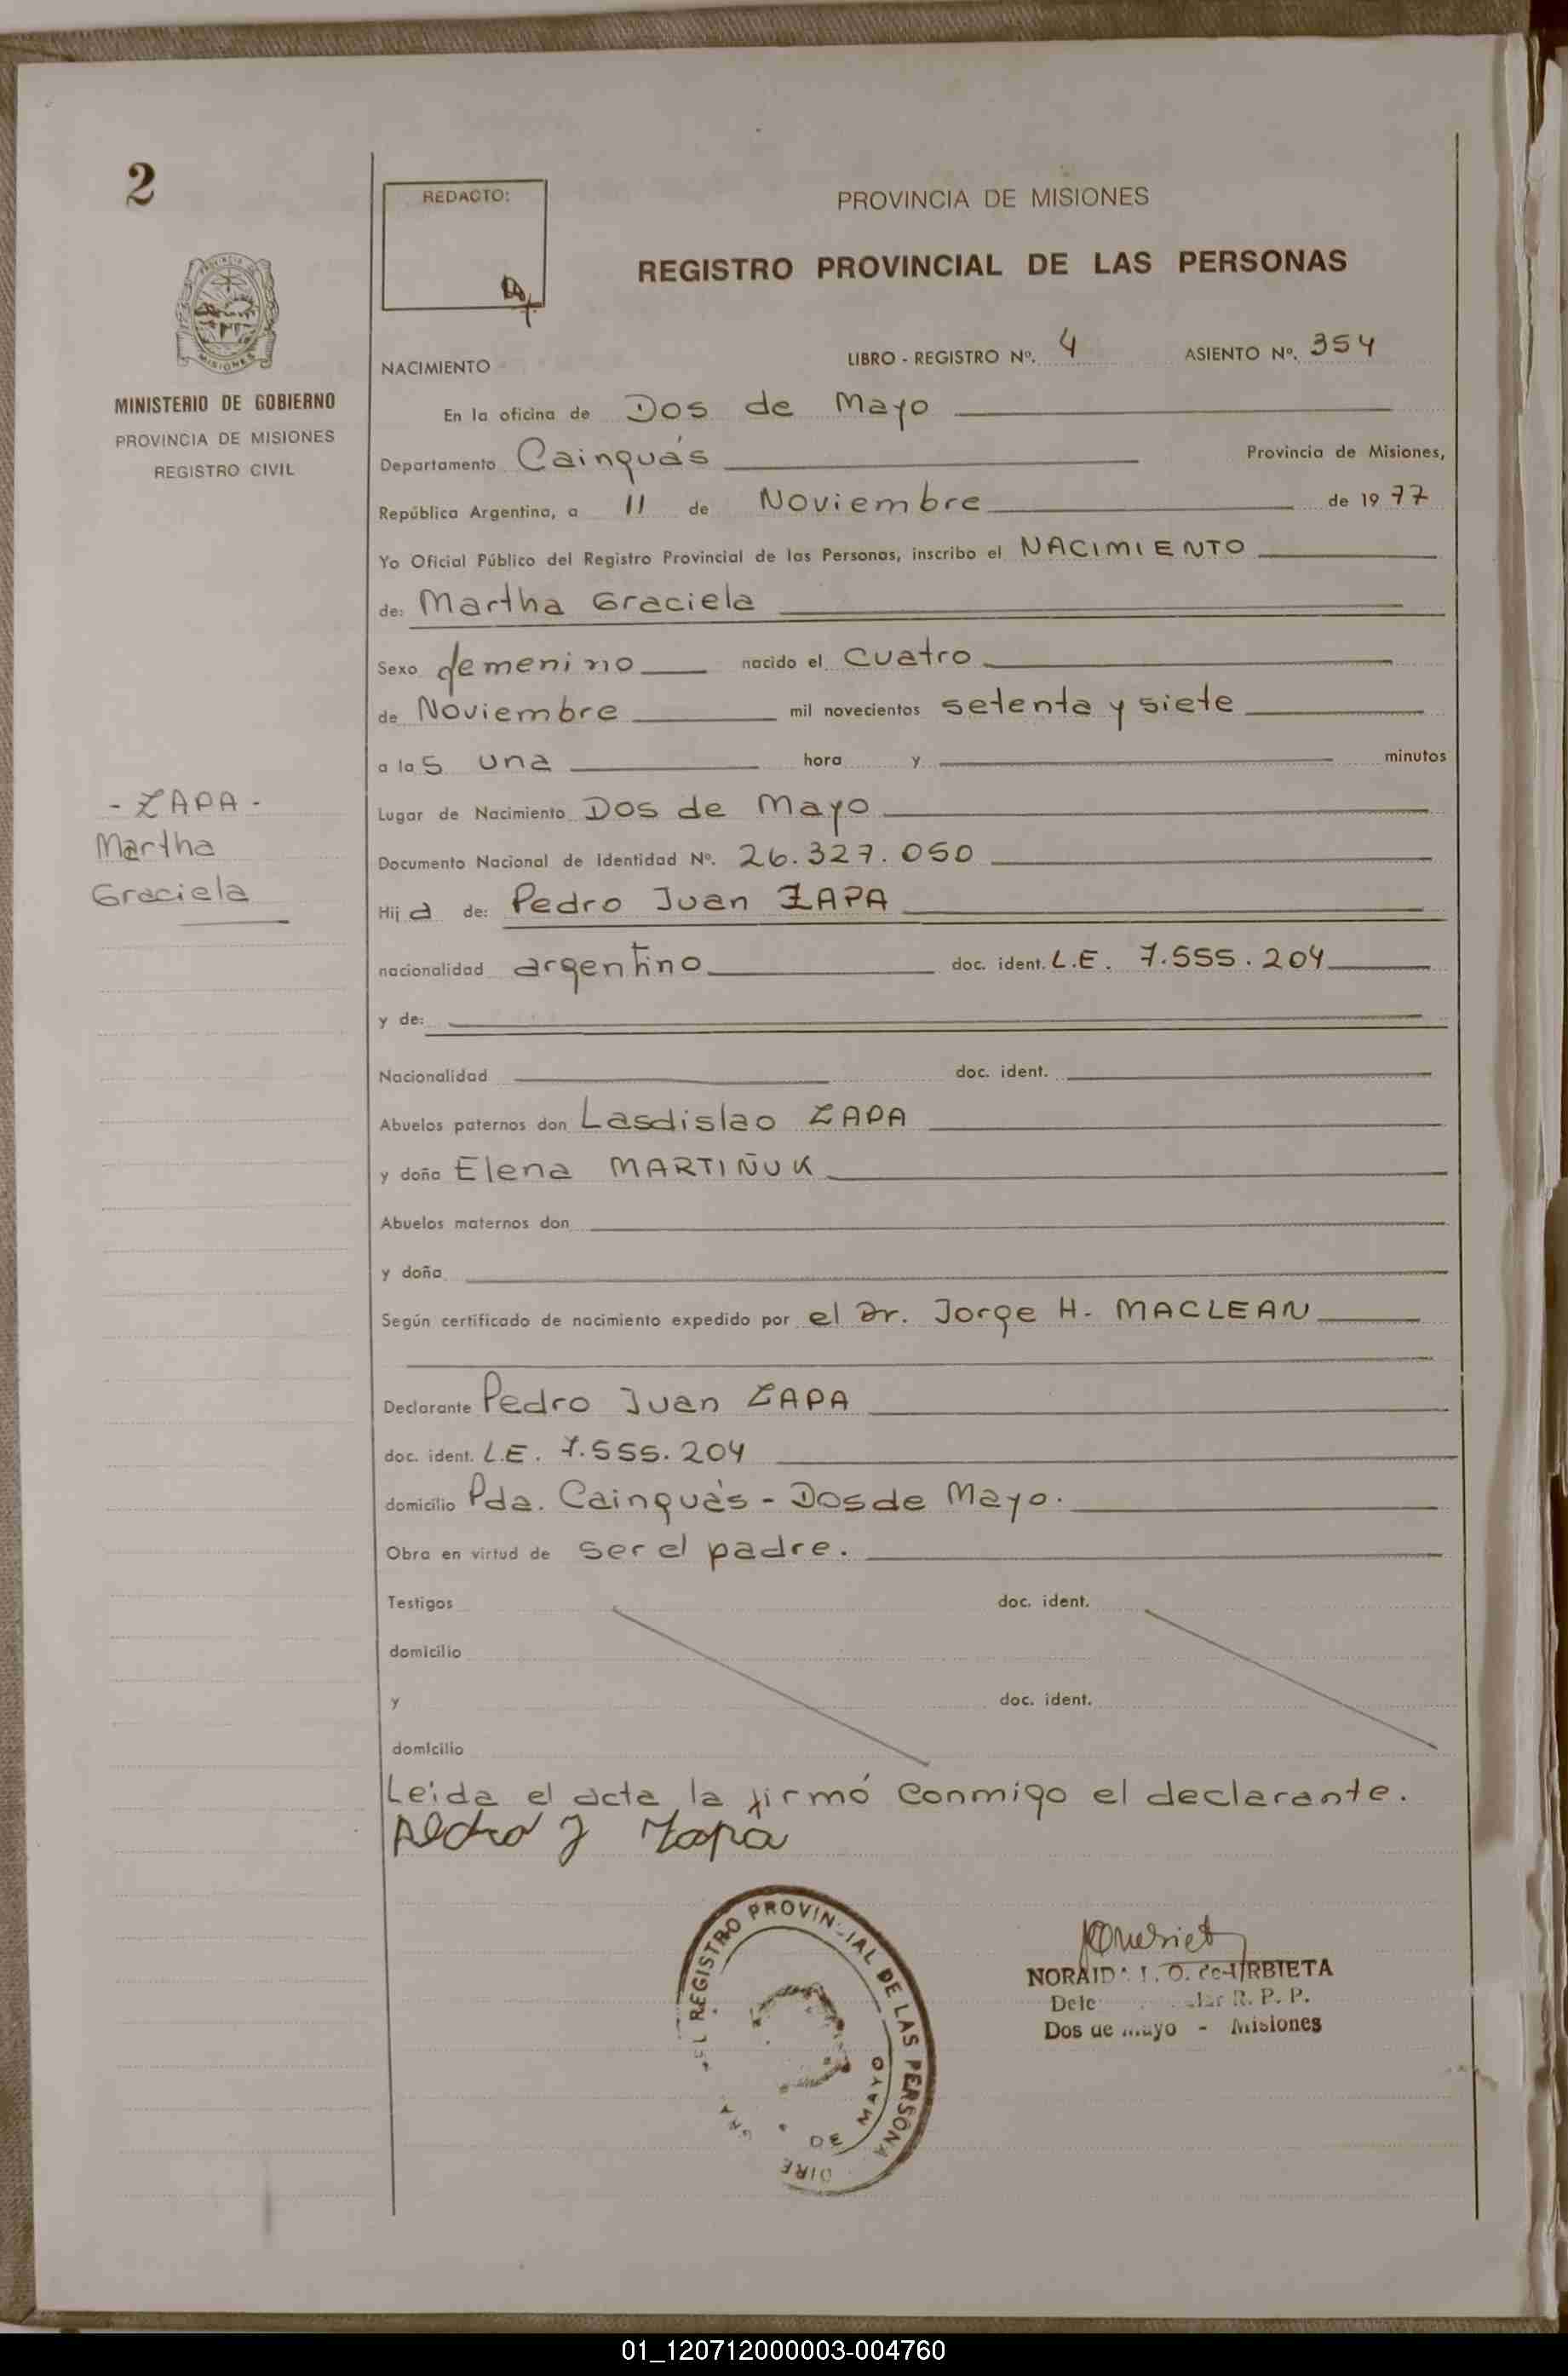 2
REDACTO:
PROVINCIA DE MISIONES
REGISTRO PROVINCIAL DE LAS PERSONAS
MISIONES
MINISTERIO DE GOBIERNO
PROVINCIA DE MISIONES
REGISTRO CIVIL
NACIMIENTO LIBRO - REGISTRO Nº. 4 ASIENTO Nº. 354
En la oficina de Dos de Mayo
Departamento Cainguás Provincia de Misiones,
República Argentina, a 11 de Noviembre de 1977
Yo Oficial Público del Registro Provincial de las Personas, inscribo el NACIMIENTO
de: Martha Graciela
Sexo femenino nacido el cuatro
de Noviembre mil novecientos setenta y siete
a las una hora y minutos
- ZAPA -
Martha
Graciela
Lugar de Nacimiento Dos de Mayo
Documento Nacional de Identidad Nº. 26.327.050
Hija de: Pedro Juan ZAPA
nacionalidad argentino doc. ident. L.E. 7.555.204
y de:
Nacionalidad doc. ident.
Abuelos paternos don Lasdislao ZAPA
y doña Elena MARTIÑUK
Abuelos maternos don
y doña
Según certificado de nacimiento expedido por el Dr. Jorge H. MACLEAN
Declarante Pedro Juan ZAPA
doc. ident. L.E. 7.555.204
domicilio Pda. Cainguás - Dos de Mayo.
Obra en virtud de ser el padre.
Testigos doc. ident.
domicilio
y doc. ident.
domicilio
Leida el acta la firmó conmigo el declarante.
Pedro J Zapa
REGISTRO PROVINCIAL DE LAS PERSONA
DE MAYO
I. O. de URBIETA
R. P. P.
Dos de Mayo - Misiones
01_120712000003-004760